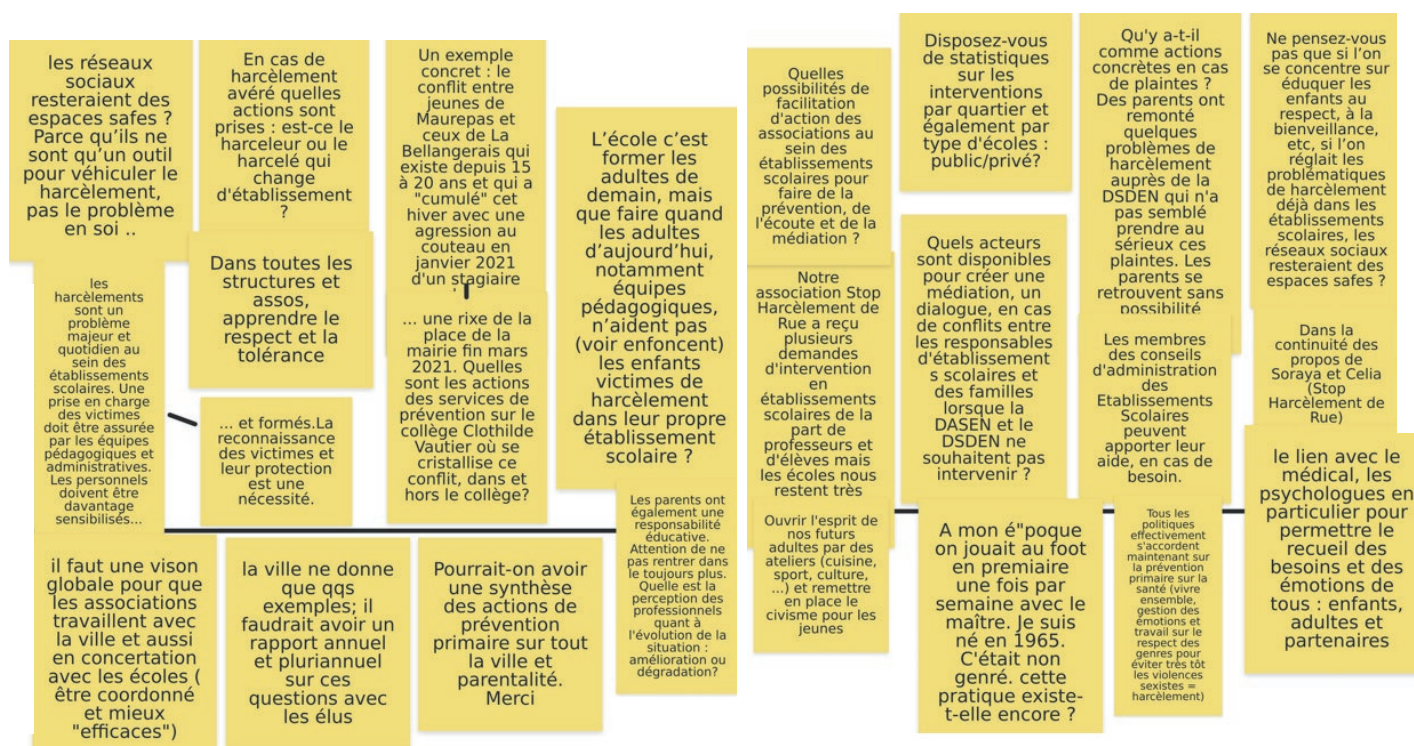 les réseaux
sociaux
resteraient des
espaces safes ?
Parce qu'ils ne
sont qu'un outil
pour véhiculer le
harcèlement,
pas le problème
en soi ..
En cas de
harcèlement
avéré quelles
actions sont
prises : est-ce le
harceleur ou le
harcelé qui
change
d'établissement
?
Un exemple
concret : le
conflit entre
jeunes de
Maurepas et
ceux de La
Bellangerais qui
existe depuis 15
à 20 ans et qui a
"cumulé" cet
hiver avec une
agression au
couteau en
janvier 2021
d'un stagiaire
L'école c'est
former les
adultes de
demain, mais
que faire quand
les adultes
d'aujourd'hui,
notamment
équipes
pédagogiques,
n'aident pas
(voir enfoncent)
les enfants
victimes de
harcèlement
dans leur propre
établissement
scolaire ?
les
harcèlements
sont un
problème
majeur et
quotidien au
sein des
établissements
scolaires. Une
prise en charge
des victimes
doit être assurée
par les équipes
pédagogiques et
administratives.
Les personnels
doivent être
davantage
sensibilisés...
Dans toutes les
structures et
assos,
apprendre le
respect et la
tolérance
... et formés.La
reconnaissance
des victimes et
leur protection
est une
nécessité.
... une rixe de la
place de la
mairie fin mars
2021. Quelles
sont les actions
des services de
prévention sur le
collège Clothilde
Vautier où se
cristallise ce
conflit, dans et
hors le collège?
il faut une vison
globale pour que
les associations
travaillent avec
la ville et aussi
en concertation
avec les écoles (
être coordonné
et mieux
"efficaces")
la ville ne donne
que qqs
exemples; il
faudrait avoir un
rapport annuel
et pluriannuel
sur ces
questions avec
les élus
Pourrait-on avoir
une synthèse
des actions de
prévention
primaire sur tout
la ville et
parentalité.
Merci
Les parents ont
également une
responsabilité
éducative.
Attention de ne
pas rentrer dans
le toujours plus.
Quelle est la
perception des
professionnels
quant à
l'évolution de la
situation :
amélioration ou
dégradation?
Quelles
possibilités de
facilitation
d'action des
associations au
sein des
établissements
scolaires pour
faire de la
prévention, de
l'écoute et de la
médiation ?
Disposez-vous
de statistiques
sur les
interventions
par quartier et
également par
type d'écoles :
public/privé?
Qu'y a-t-il
comme actions
concrètes en cas
de plaintes ?
Des parents ont
remonté
quelques
problèmes de
harcèlement
auprès de la
DSDEN qui n'a
pas semblé
prendre au
sérieux ces
plaintes. Les
parents se
retrouvent sans
possibilité
Ne pensez-vous
pas que si l'on
se concentre sur
éduquer les
enfants au
respect, à la
bienveillance,
etc, si l'on
réglait les
problématiques
de harcèlement
déjà dans les
établissements
scolaires, les
réseaux sociaux
resteraient des
espaces safes ?
Notre
association Stop
Harcèlement de
Rue a reçu
plusieurs
demandes
d'intervention
en
établissements
scolaires de la
part de
professeurs et
d'élèves mais
les écoles nous
restent très
Quels acteurs
sont disponibles
pour créer une
médiation, un
dialogue, en cas
de conflits entre
les responsables
d'établissement
s scolaires et
des familles
lorsque la
DASEN et le
DSDEN ne
souhaitent pas
intervenir ?
Les membres
des conseils
d'administration
des
Etablissements
Scolaires
peuvent
apporter leur
aide, en cas de
besoin.
Dans la
continuité des
propos de
Soraya et Celia
(Stop
Harcèlement de
Rue)
Ouvrir l'esprit de
nos futurs
adultes par des
ateliers (cuisine,
sport, culture,
...) et remettre
en place le
civisme pour les
jeunes
A mon é"poque
on jouait au foot
en premiaire
une fois par
semaine avec le
maître. Je suis
né en 1965.
C'était non
genré. cette
pratique existe-
t-elle encore ?
Tous les
politiques
effectivement
s'accordent
maintenant sur
la prévention
primaire sur la
santé (vivre
ensemble,
gestion des
émotions et
travail sur le
respect des
genres pour
éviter très tôt
les violences
sexistes =
harcèlement)
le lien avec le
médical, les
psychologues en
particulier pour
permettre le
recueil des
besoins et des
émotions de
tous : enfants,
adultes et
partenaires